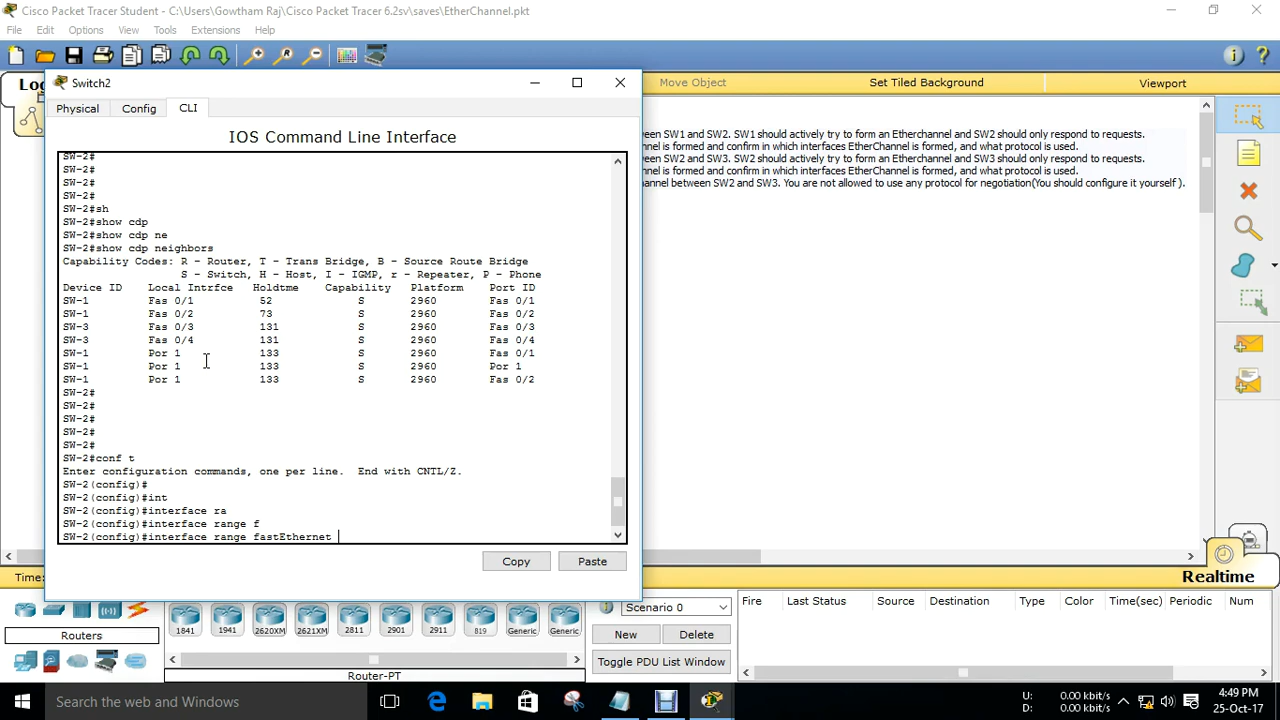 Cisco Packet Tracer Student - C:\Users\Gowtham Raj\Cisco Packet Tracer 6.2sv\saves\EtherChannel.pkt
File Edit Options View Tools Extensions Help
Move Object Set Tiled Background Viewport
Switch2
Physical Config CLI
IOS Command Line Interface
SW-2#
SW-2#
SW-2#
SW-2#
SW-2#sh
SW-2#show cdp
SW-2#show cdp ne
SW-2#show cdp neighbors
Capability Codes: R - Router, T - Trans Bridge, B - Source Route Bridge
S - Switch, H - Host, I - IGMP, r - Repeater, P - Phone
Device ID Local Intrfce Holdtme Capability Platform Port ID
SW-1 Fas 0/1 52 S 2960 Fas 0/1
SW-1 Fas 0/2 73 S 2960 Fas 0/2
SW-3 Fas 0/3 131 S 2960 Fas 0/3
SW-3 Fas 0/4 131 S 2960 Fas 0/4
SW-1 Por 1 133 S 2960 Fas 0/1
SW-1 Por 1 133 S 2960 Por 1
SW-1 Por 1 133 S 2960 Fas 0/2
SW-2#
SW-2#
SW-2#
SW-2#
SW-2#
SW-2#conf t
Enter configuration commands, one per line. End with CNTL/Z.
SW-2(config)#
SW-2(config)#int
SW-2(config)#interface ra
SW-2(config)#interface range f
SW-2(config)#interface range fastEthernet
Copy Paste
SW1 and SW2. SW1 should actively try to form an Etherchannel and SW2 should only respond to requests.
is formed and confirm in which interfaces EtherChannel is formed, and what protocol is used.
SW2 and SW3. SW2 should actively try to form an Etherchannel and SW3 should only respond to requests.
is formed and confirm in which interfaces EtherChannel is formed, and what protocol is used.
between SW2 and SW3. You are not allowed to use any protocol for negotiation(You should configure it yourself ).
Realtime
Time:
Routers
1841 1941 2620XM 2621XM 2811 2901 2911 819 Generic Generic
Router-PT
Scenario 0
New Delete
Toggle PDU List Window
Fire Last Status Source Destination Type Color Time(sec) Periodic Num
Search the web and Windows
U: 0.00 kbit/s
D: 0.00 kbit/s
4:49 PM
25-Oct-17